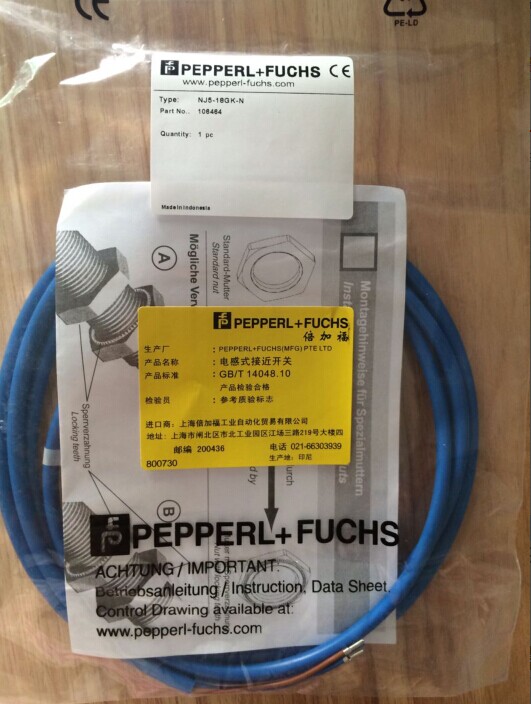 CE
PE-LD
PEPPERL+FUCHS CE
www.pepperl-fuchs.com
Type: NJ5-18GK-N
Part No.: 106464
Quantity: 1 pc
Made in Indonesia
Standard-Mutter
Standard nut
Mögliche
A
Montagehinweise für Spezialmuttern
Sperrverzahnung
Locking teeth
PEPPERL+FUCHS
倍加福
生产厂 : PEPPERL+FUCHS(MFG) PTE LTD
产品名称: 电感式接近开关
产品标准: GB/T 14048.10
产品检验合格
检验员 : 参考质验标志
进口商: 上海倍加福工业自动化贸易有限公司
地址: 上海市闸北区市北工业园区江场三路219号大楼四
邮编 200436 电话 021-66303939
800730 生产地: 印尼
B
PEPPERL+FUCHS
ACHTUNG / IMPORTANT:
Betriebsanleitung / Instruction, Data Sheet,
Control Drawing available at:
www.pepperl-fuchs.com